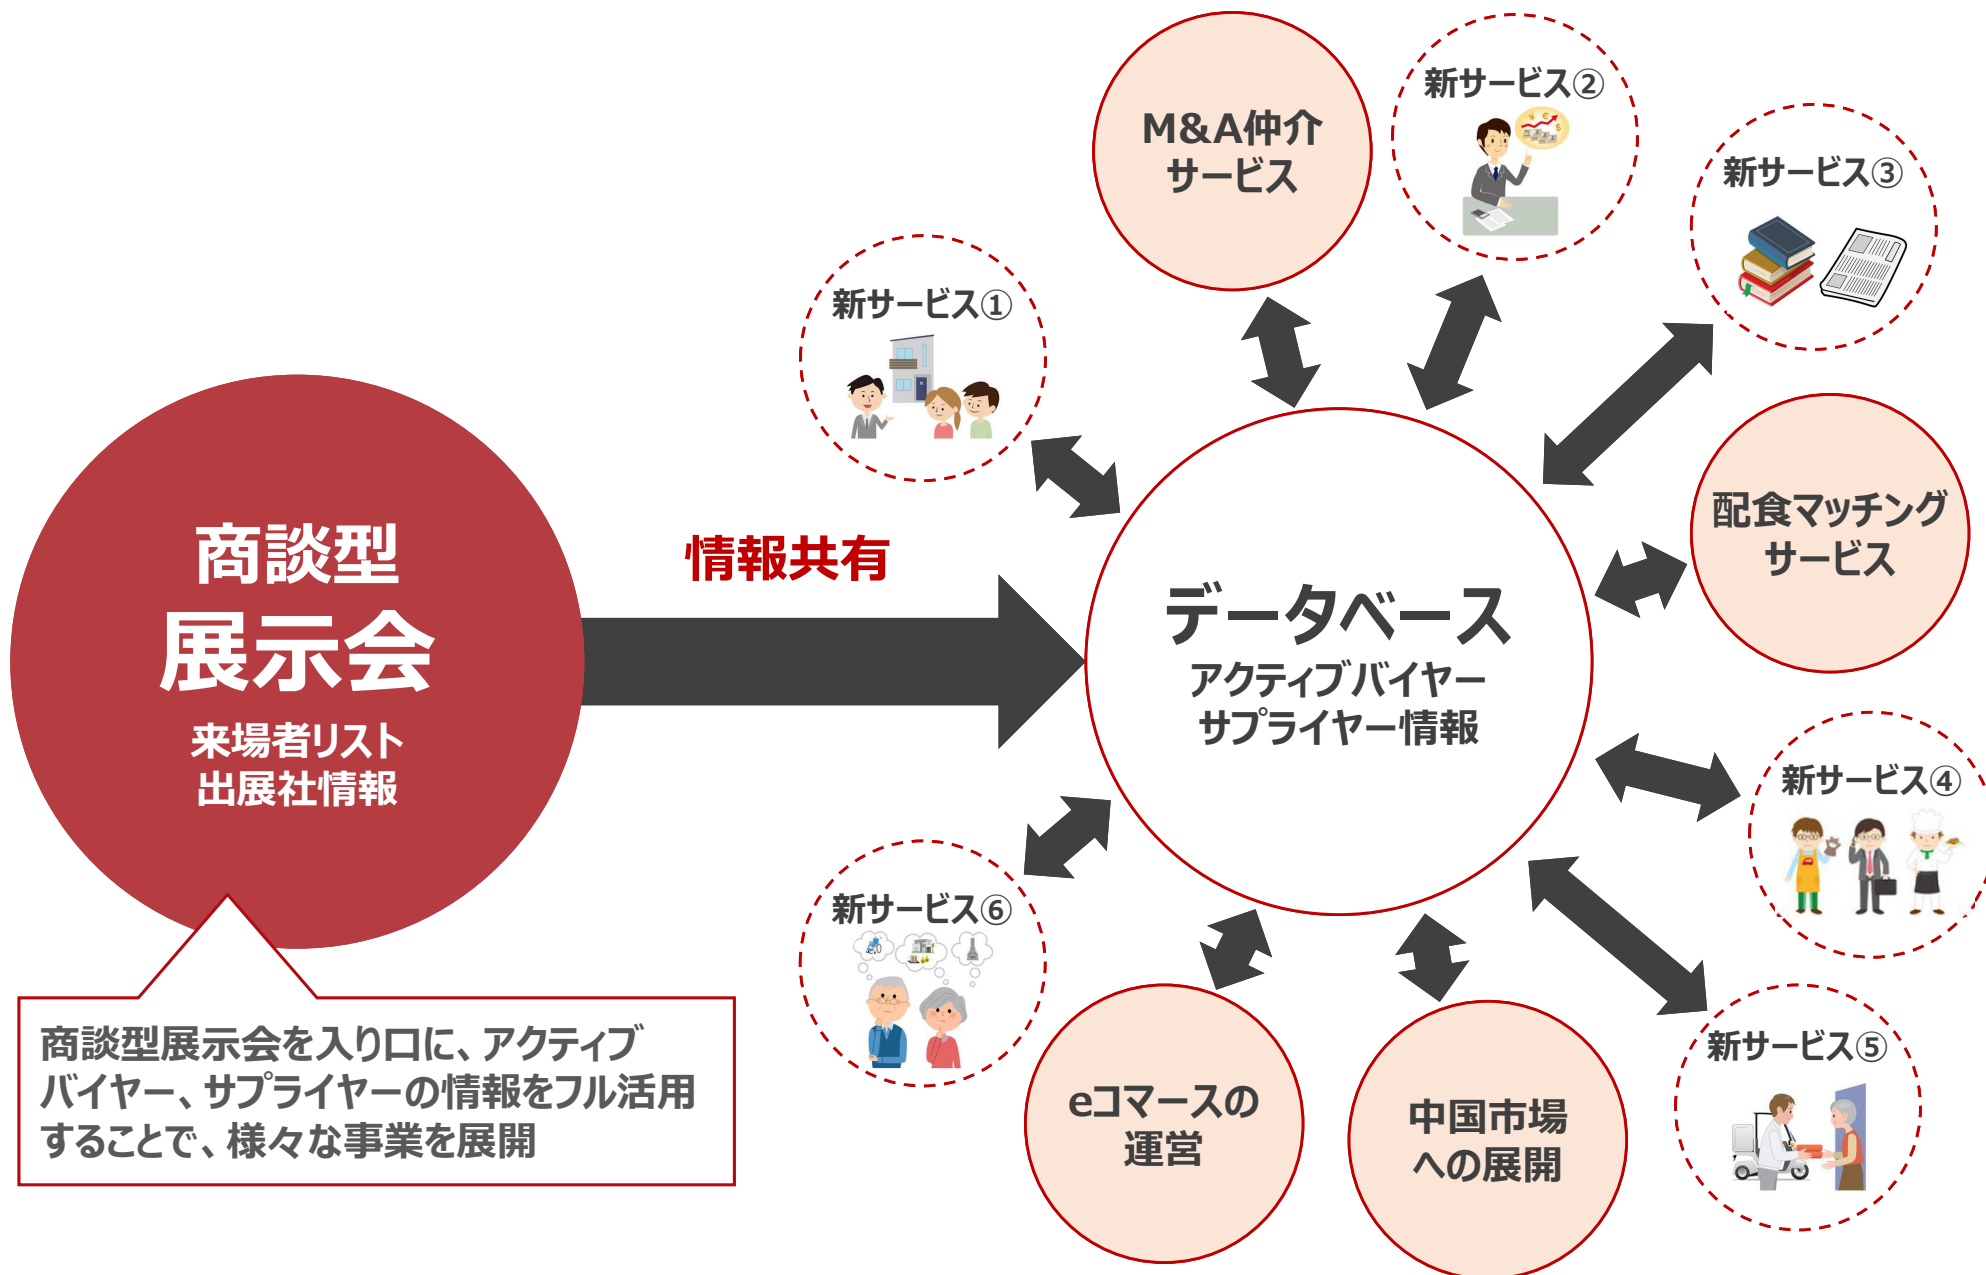 商談型
展示会
来場者リスト
出展社情報
商談型展示会を入り口に、アクティブ
バイヤー、サプライヤーの情報をフル活用
することで、様々な事業を展開
情報共有
データベース
アクティブバイヤー
サプライヤー情報
新サービス①
M&A仲介
サービス
新サービス②
新サービス③
配食マッチング
サービス
新サービス④
新サービス⑤
中国市場
への展開
eコマースの
運営
新サービス⑥